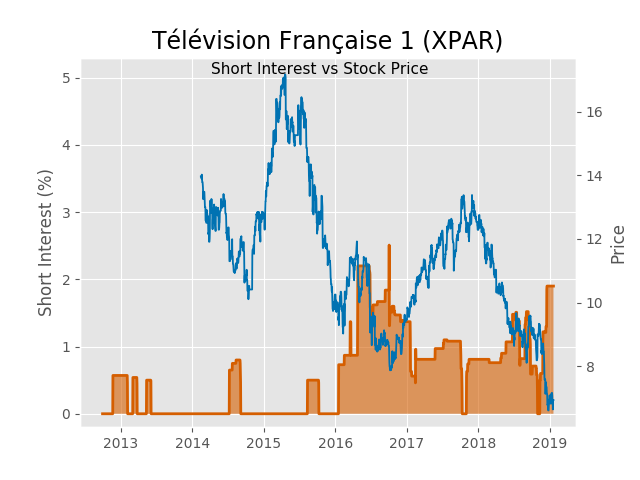 Télévision Française 1 (XPAR)
Short Interest vs Stock Price
Short Interest (%)
5
4
3
2
1
0
16
14
12
10
8
Price
2013 2014 2015 2016 2017 2018 2019